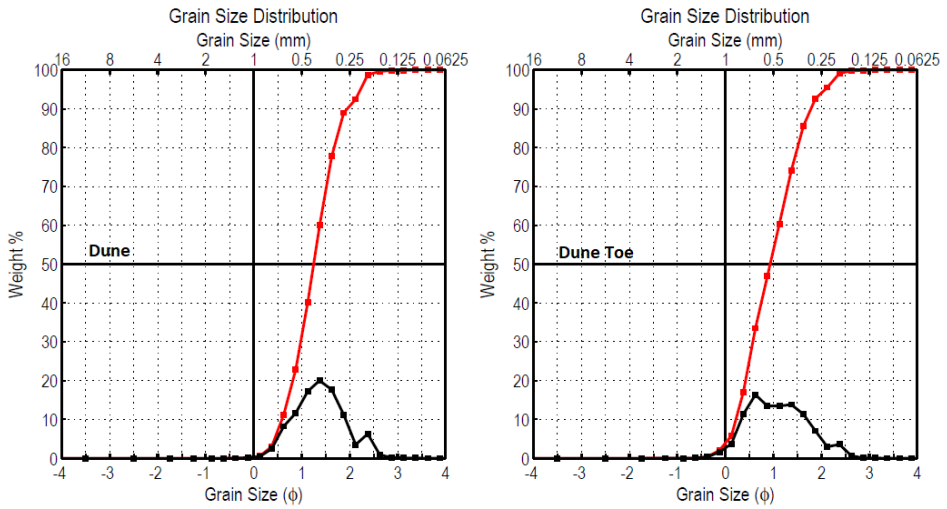 Grain Size Distribution
Grain Size (mm)
16 8 4 2 1 0.5 0.25 0.125 0.0625
100
90
80
70
60
50
40
30
20
10
0
Weight %
Dune
-4 -3 -2 -1 0 1 2 3 4
Grain Size (ϕ)
Grain Size Distribution
Grain Size (mm)
16 8 4 2 1 0.5 0.25 0.125 0.0625
100
90
80
70
60
50
40
30
20
10
0
Weight %
Dune Toe
-4 -3 -2 -1 0 1 2 3 4
Grain Size (ϕ)